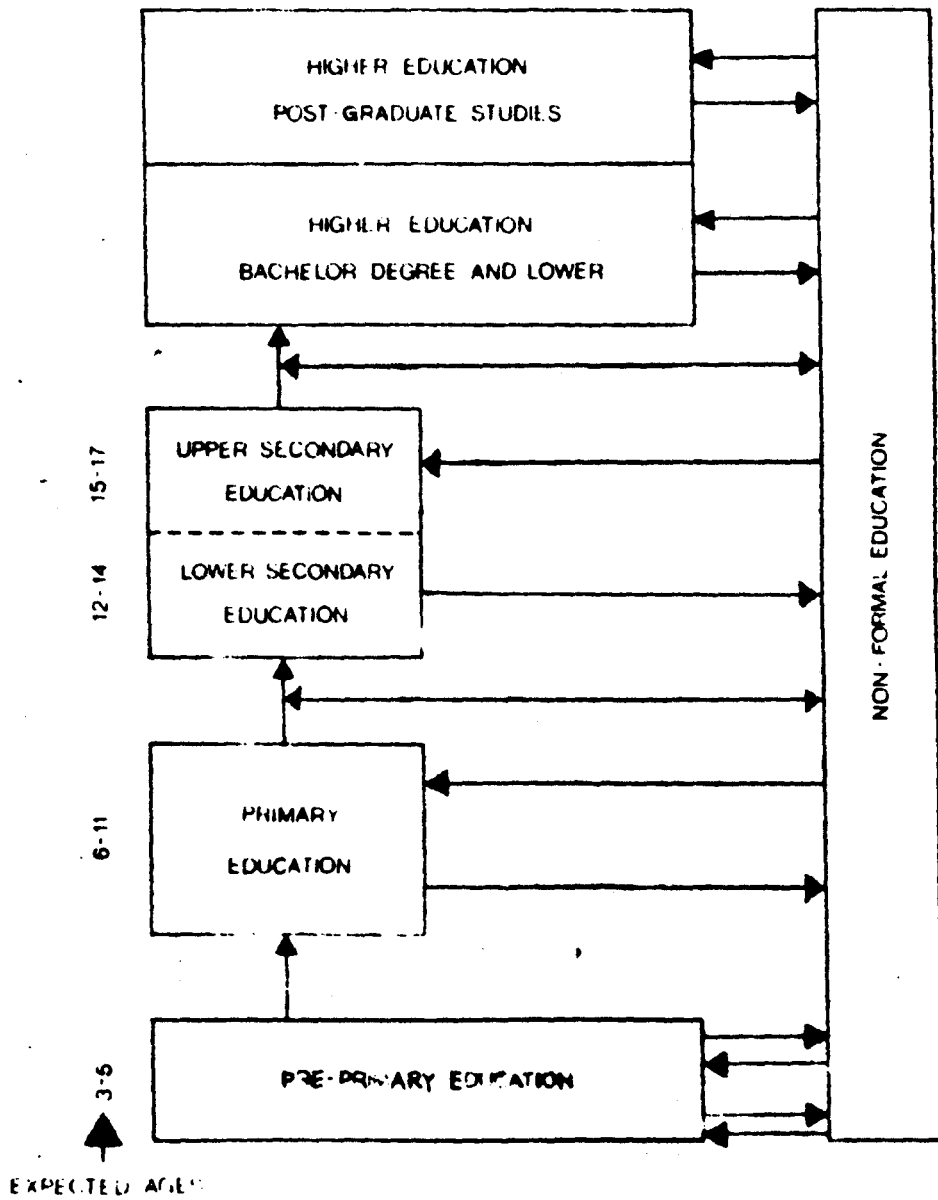 HIGHER EDUCATION
POST-GRADUATE STUDIES
HIGHER EDUCATION
BACHELOR DEGREE AND LOWER
15-17
UPPER SECONDARY
EDUCATION
12-14
LOWER SECONDARY
EDUCATION
NON-FORMAL EDUCATION
6-11
PRIMARY
EDUCATION
3-5
PRE-PRIMARY EDUCATION
EXPECTED AGES